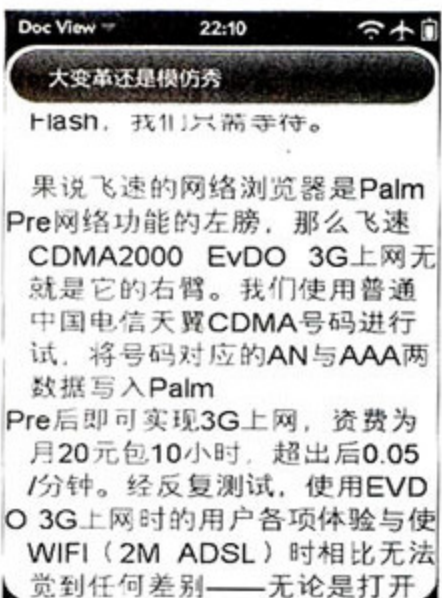 Doc View
22:10
大变革还是模仿秀
Flash，我们只需等待。
果说飞速的网络浏览器是Palm
Pre网络功能的左膀，那么飞速
CDMA2000 EvDO 3G上网无
就是它的右臂。我们使用普通
中国电信天翼CDMA号码进行
试，将号码对应的AN与AAA两
数据写入Palm
Pre后即可实现3G上网，资费为
月20元包10小时，超出后0.05
/分钟。经反复测试，使用EVD
O 3G上网时的用户各项体验与使
WIFI（2M ADSL）时相比无法
觉到任何差别——无论是打开